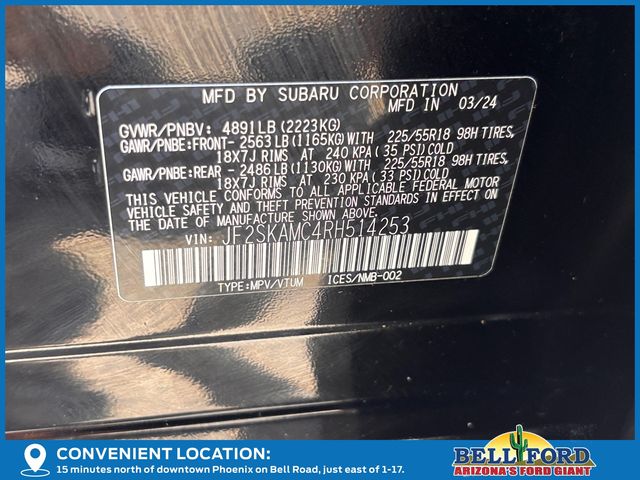 MFD BY SUBARU CORPORATION
MFD IN 03/24
GVWR/PNBV: 4891LB(2223KG)
GAWR/PNBE:FRONT- 2563LB(1165KG)WITH 225/55R18 98H TIRES,
18X7J RIMS AT 240 KPA(35 PSI)COLD
GAWR/PNBE:REAR - 2486LB(1130KG)WITH 225/55R18 98H TIRES,
18X7J RIMS AT 230 KPA(33 PSI)COLD
THIS VEHICLE CONFORMS TO ALL APPLICABLE FEDERAL MOTOR
VEHICLE SAFETY AND THEFT PREVENTION STANDARDS IN EFFECT ON
THE DATE OF MANUFACTURE SHOWN ABOVE.
VIN: JF2SKAMC4RH514253
TYPE:MPV/VTUM ICES/NMB-002
CONVENIENT LOCATION:
15 minutes north of downtown Phoenix on Bell Road, just east of 1-17.
BELL FORD
ARIZONA'S FORD GIANT